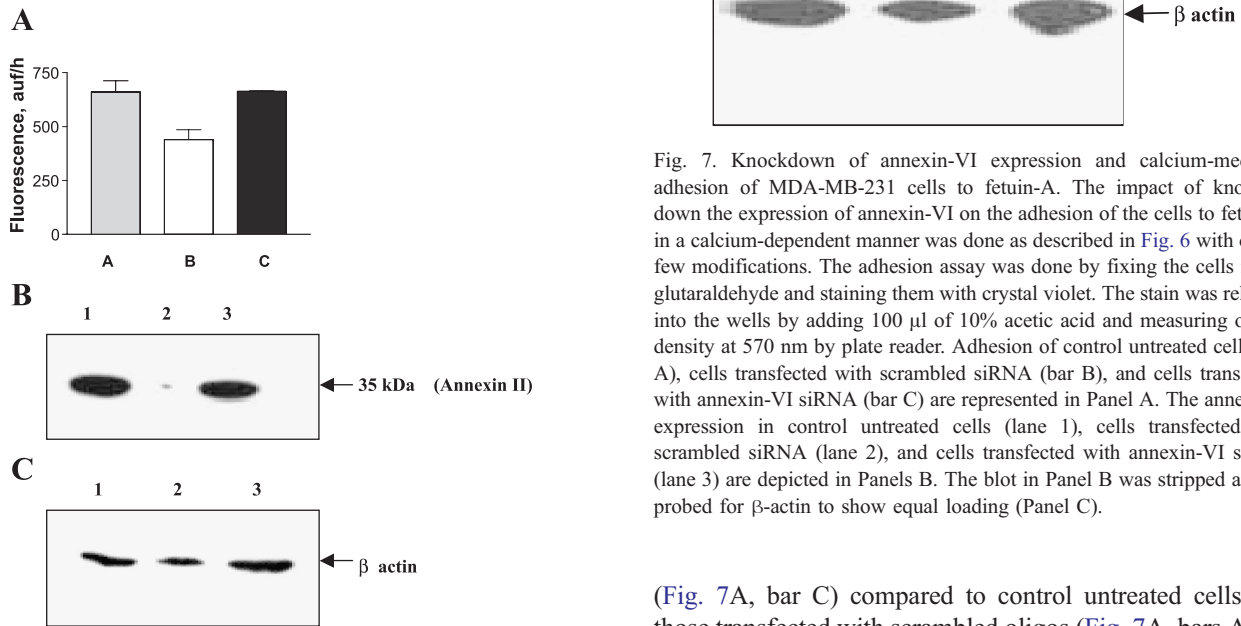 A
Fluorescence, auf/h
750
500
250
0
A B C
B
1 2 3
35 kDa (Annexin II)
C
1 2 3
β actin
β actin
Fig. 7. Knockdown of annexin-VI expression and calcium-med
adhesion of MDA-MB-231 cells to fetuin-A. The impact of kno
down the expression of annexin-VI on the adhesion of the cells to fet
in a calcium-dependent manner was done as described in Fig. 6 with
few modifications. The adhesion assay was done by fixing the cells
glutaraldehyde and staining them with crystal violet. The stain was rel
into the wells by adding 100 μl of 10% acetic acid and measuring o
density at 570 nm by plate reader. Adhesion of control untreated cell
A), cells transfected with scrambled siRNA (bar B), and cells trans
with annexin-VI siRNA (bar C) are represented in Panel A. The anne
expression in control untreated cells (lane 1), cells transfected
scrambled siRNA (lane 2), and cells transfected with annexin-VI s
(lane 3) are depicted in Panels B. The blot in Panel B was stripped a
probed for β-actin to show equal loading (Panel C).
(Fig. 7A, bar C) compared to control untreated cells
those transfected with scrambled oligos (Fig. 7A, bars A